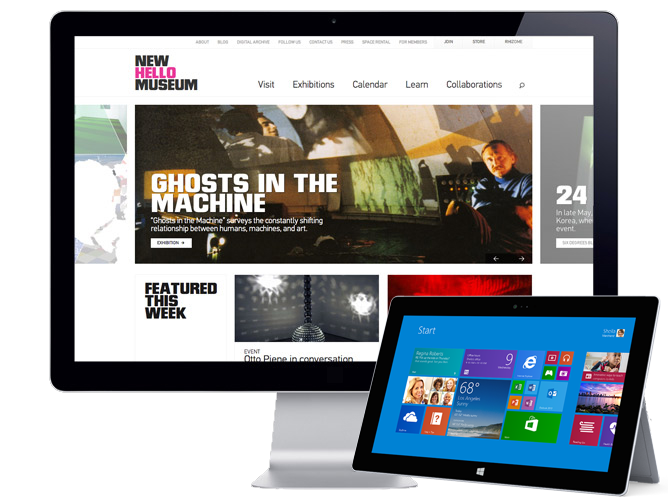 ABOUT BLOG DIGITAL ARCHIVE FOLLOW US CONTACT US PRESS SPACE RENTAL FOR MEMBERS JOIN STORE RHIZOME
NEW
HELLO
MUSEUM
Visit Exhibitions Calendar Learn Collaborations
GHOSTS IN THE
MACHINE
"Ghosts in the Machine" surveys the constantly shifting
relationship between humans, machines, and art.
EXHIBITION
24
In late May,
Korea, whe
event.
SIX DEGREES BL
FEATURED
THIS
WEEK
EVENT
Otto Piene in conversation
Start
Sheila
9
68°
Los Angeles
Sunny